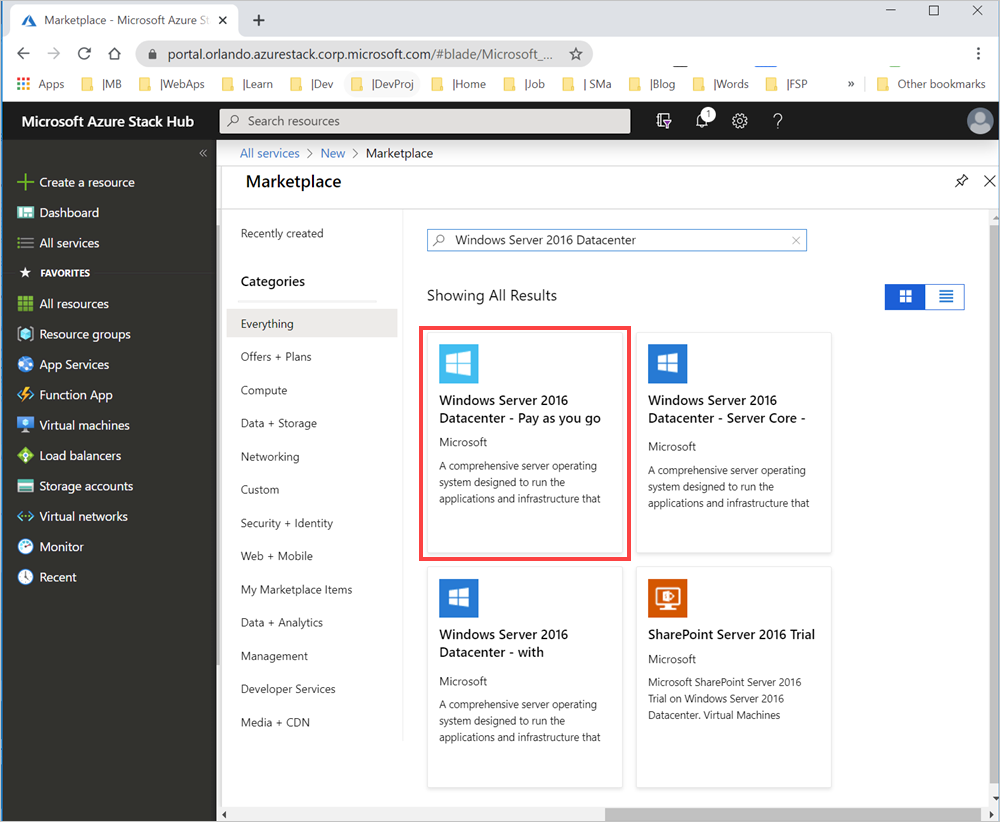 Marketplace - Microsoft Azure St
portal.orlando.azurestack.corp.microsoft.com/#blade/Microsoft_...
Apps |MB |WebAps |Learn |Dev |DevProj |Home |Job | SMa |Blog |Words |FSP » Other bookmarks
Microsoft Azure Stack Hub
Search resources
1
?
«
Create a resource
Dashboard
All services
FAVORITES
All resources
Resource groups
App Services
Function App
Virtual machines
Load balancers
Storage accounts
Virtual networks
Monitor
Recent
All services > New > Marketplace
Marketplace
Recently created
Categories
Everything
Offers + Plans
Compute
Data + Storage
Networking
Custom
Security + Identity
Web + Mobile
My Marketplace Items
Data + Analytics
Management
Developer Services
Media + CDN
Windows Server 2016 Datacenter
Showing All Results
Windows Server 2016
Datacenter - Pay as you go
Microsoft
A comprehensive server operating
system designed to run the
applications and infrastructure that
Windows Server 2016
Datacenter - Server Core -
Microsoft
A comprehensive server operating
system designed to run the
applications and infrastructure that
Windows Server 2016
Datacenter - with
Microsoft
A comprehensive server operating
system designed to run the
applications and infrastructure that
SharePoint Server 2016 Trial
Microsoft
Microsoft SharePoint Server 2016
Trial on Windows Server 2016
Datacenter. Virtual Machines